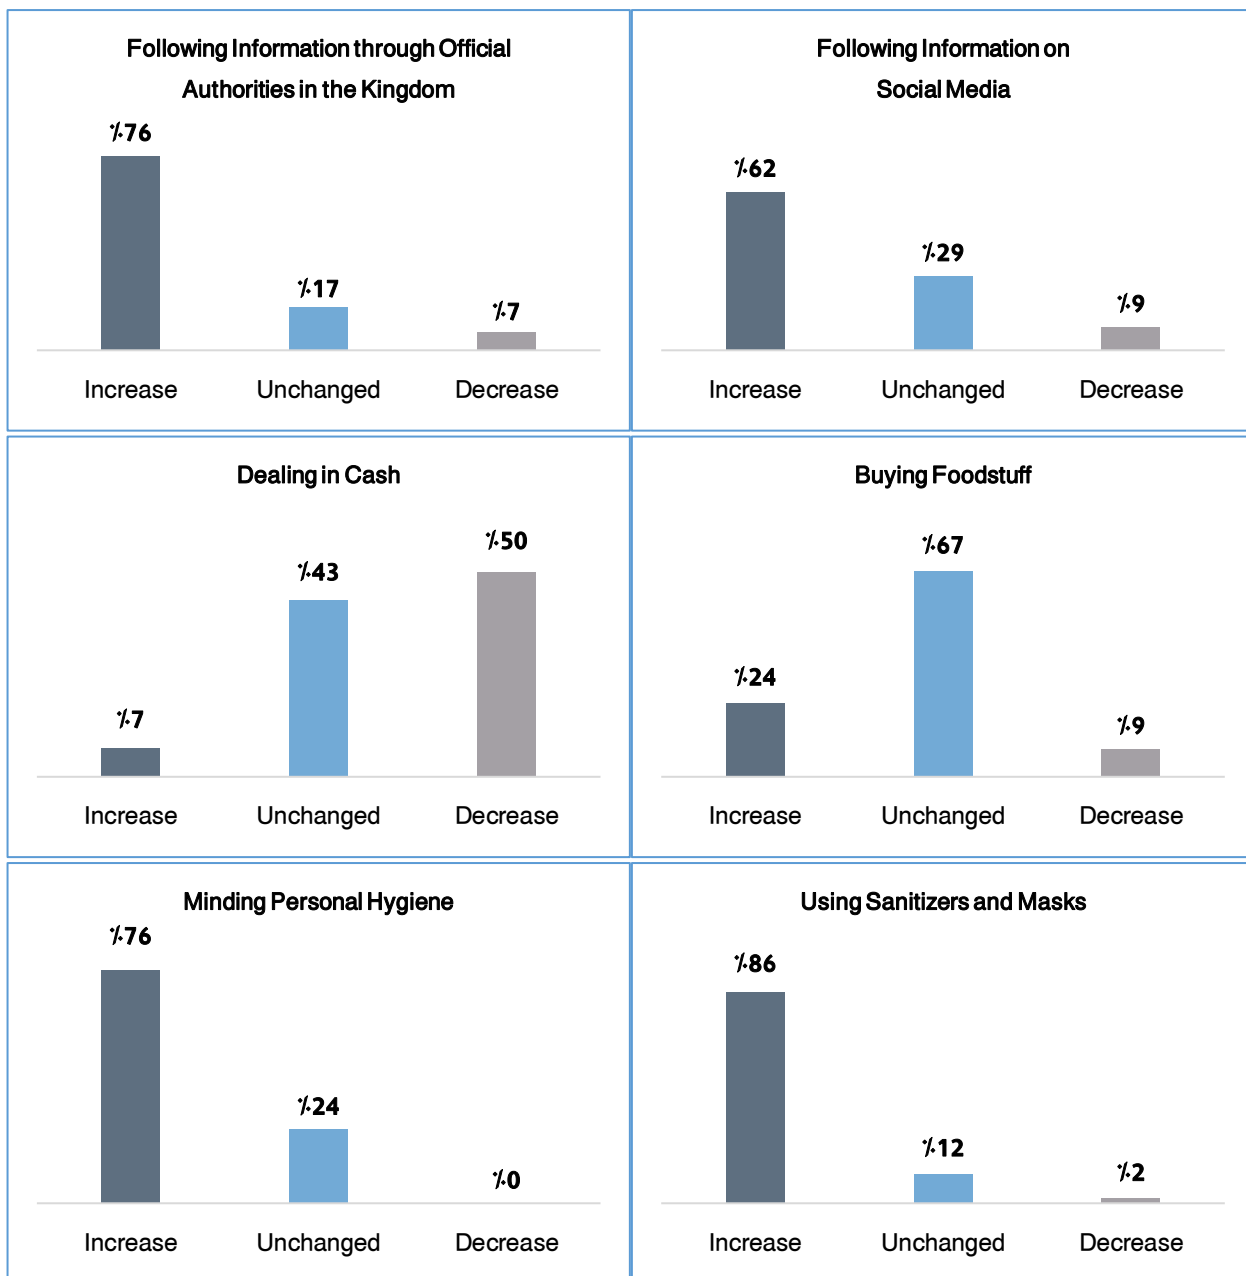 Following Information through Official
Authorities in the Kingdom
٪76
٪17
٪7
Increase Unchanged Decrease
Following Information on
Social Media
٪62
٪29
٪9
Increase Unchanged Decrease
Dealing in Cash
٪7
٪43
٪50
Increase Unchanged Decrease
Buying Foodstuff
٪24
٪67
٪9
Increase Unchanged Decrease
Minding Personal Hygiene
٪76
٪24
٪0
Increase Unchanged Decrease
Using Sanitizers and Masks
٪86
٪12
٪2
Increase Unchanged Decrease